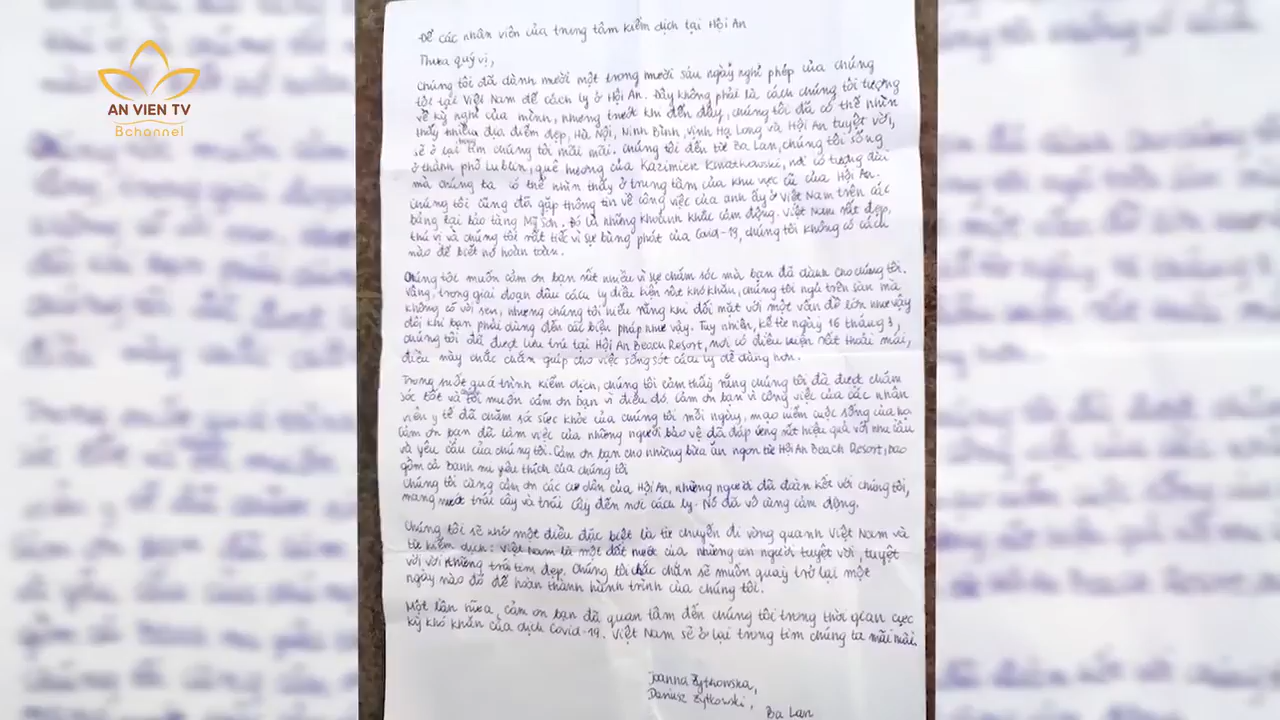 AN VIEN TV
Bchannel
Để các nhân viên của trung tâm kiểm dịch tại Hội An
Thưa quý vị,
Chúng tôi đã dành mười một trong mười sáu ngày nghỉ phép của chúng
tôi tại Việt Nam để cách ly ở Hội An. Đây không phải là cách chúng tôi tưởng
về kỳ nghỉ của mình, nhưng trước khi đến đây, chúng tôi đã có thể nhìn
thấy nhiều địa điểm đẹp, Hà Nội, Ninh Bình, vịnh Hạ Long và Hội An tuyệt vời,
sẽ ở lại trong tim chúng tôi mãi mãi. Chúng tôi đến từ Ba Lan, chúng tôi sống
ở thành phố Lublin, quê hương của Kazimierz Kwiatkowski, nơi có tượng đài
mà chúng ta có thể nhìn thấy ở trung tâm của khu vực cũ của Hội An.
Chúng tôi cũng đã gặp thông tin về công việc của anh ấy ở Việt Nam trên các
bảng tại bảo tàng Mỹ Sơn. Đó là những khoảnh khắc cảm động. Việt Nam rất đẹp,
thú vị và chúng tôi rất tiếc vì sự bùng phát của Covid-19, chúng tôi không có cách
nào để biết nó hoàn toàn.
Chúng tôi muốn cảm ơn bạn rất nhiều vì sự chăm sóc mà bạn đã dành cho chúng tôi.
Vâng, trong giai đoạn đầu cách ly điều kiện rất khó khăn, chúng tôi ngủ trên sàn mà
không có vòi sen, nhưng chúng tôi hiểu rằng khi đối mặt với một vấn đề lớn như vậy
đôi khi bạn phải dùng đến các biện pháp như vậy. Tuy nhiên, kể từ ngày 16 tháng 3,
chúng tôi đã được lưu trú tại Hội An Beach Resort, nơi có điều kiện rất thoải mái,
điều này chắc chắn giúp cho việc sống sót cách ly dễ dàng hơn.
Trong suốt quá trình kiểm dịch, chúng tôi cảm thấy rằng chúng tôi đã được chăm
sóc tốt và tôi muốn cảm ơn bạn vì điều đó. Cảm ơn bạn vì công việc của các nhân
viên y tế đã chăm sóc sức khỏe của chúng tôi mỗi ngày, mạo hiểm cuộc sống của họ
Cảm ơn bạn đã làm việc của những người bảo vệ đã đáp ứng rất hiệu quả với nhu cầu
và yêu cầu của chúng tôi. Cảm ơn bạn cho những bữa ăn ngon từ Hội An Beach Resort, bao
gồm cả bánh mì yêu thích của chúng tôi
Chúng tôi cũng cảm ơn các cư dân của Hội An, những người đã đoàn kết với chúng tôi,
mang nước trái cây và trái cây đến nơi cách ly. Nó đã vô cùng cảm động.
Chúng tôi sẽ nhớ một điều đặc biệt là từ chuyến đi vòng quanh Việt Nam và
từ kiểm dịch: Việt Nam là một đất nước của những con người tuyệt vời, tuyệt
vời với những trái tim đẹp. Chúng tôi chắc chắn sẽ muốn quay trở lại một
ngày nào đó để hoàn thành hành trình của chúng tôi.
Một lần nữa, cảm ơn bạn đã quan tâm đến chúng tôi trong thời gian cực
kỳ khó khăn của dịch Covid-19. Việt Nam sẽ ở lại trong tim chúng ta mãi mãi.
Joanna Żytkowska,
Dariusz Żytkowski,
Ba Lan